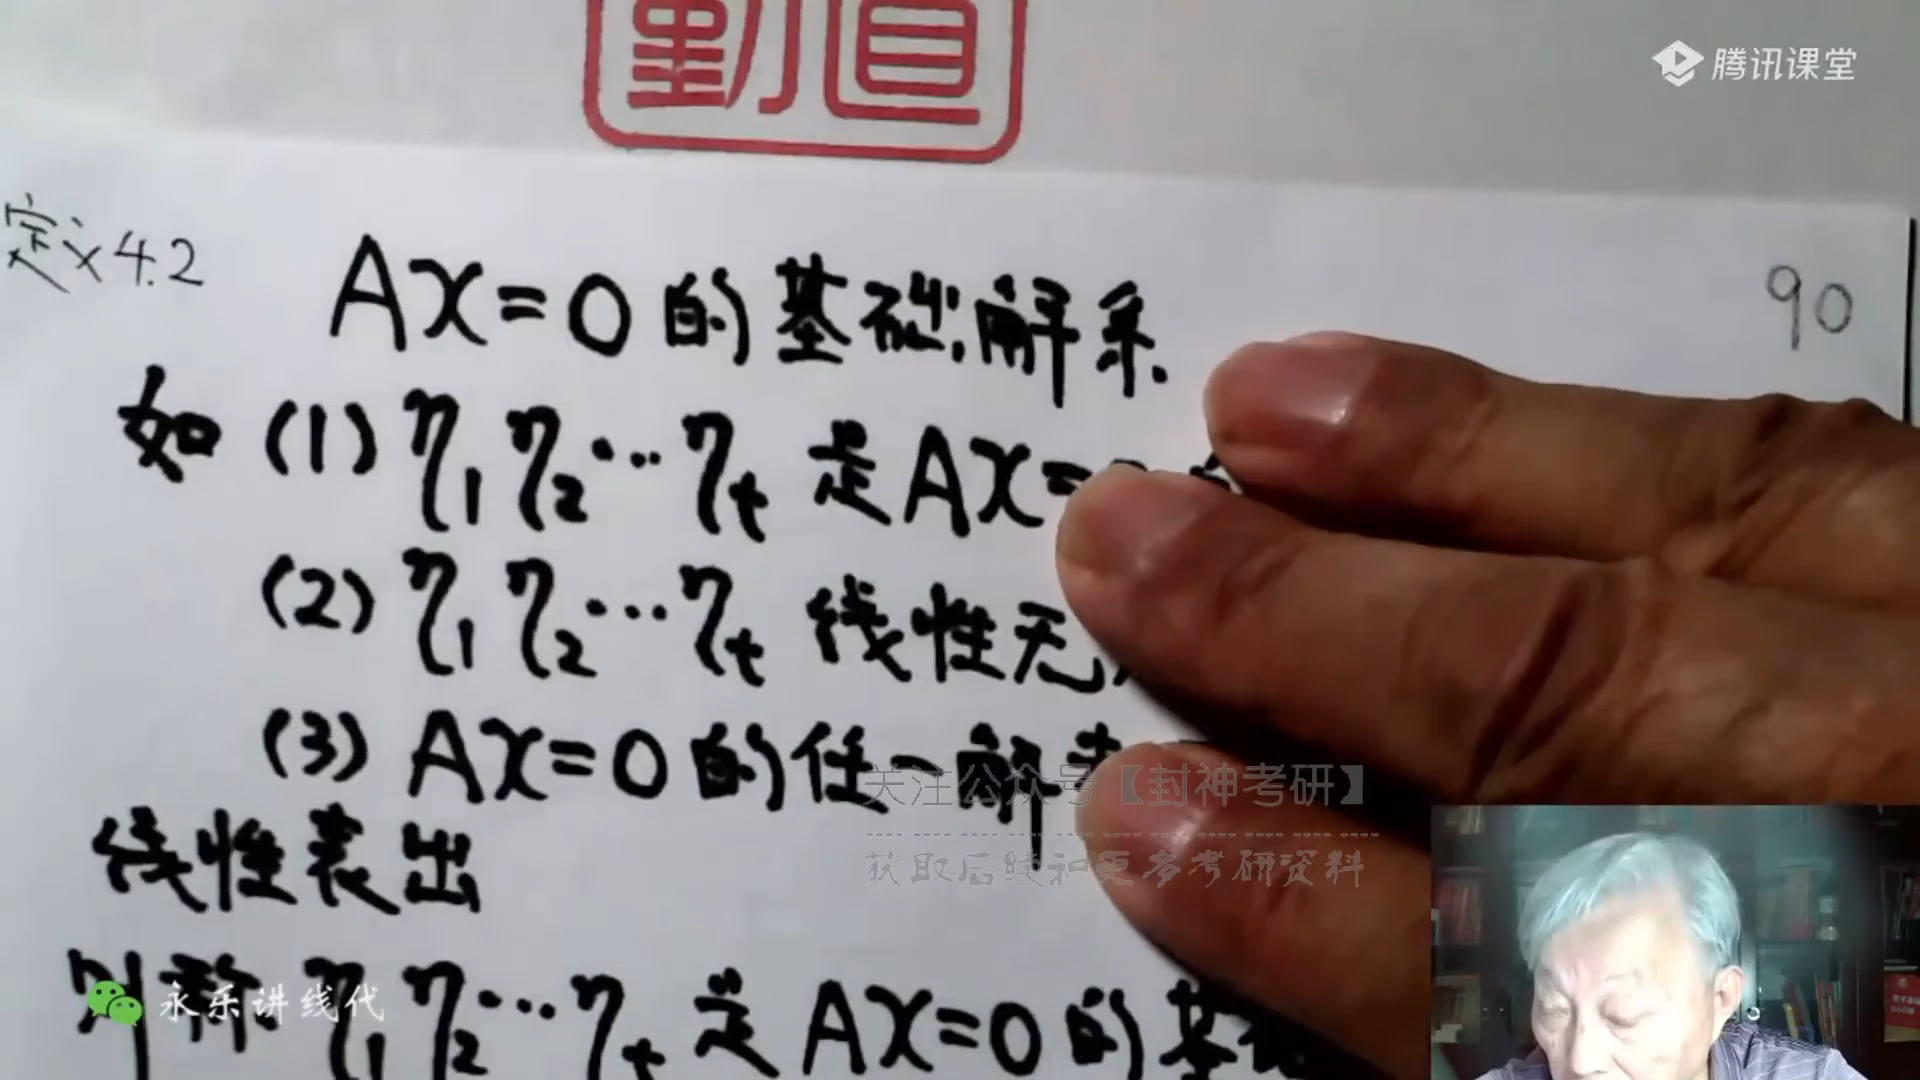 勤直
腾讯课堂
定义4.2
90
Ax=0的基础解系.
如 (1) η1 η2…ηt 是Ax=
(2) η1 η2…ηt 线性无
(3) Ax=0的任一解
线性表出
关注公众号【封神考研】
获取后续和更多考研资料
则称 η1 η2…ηt 是Ax=0的基
永乐讲线代